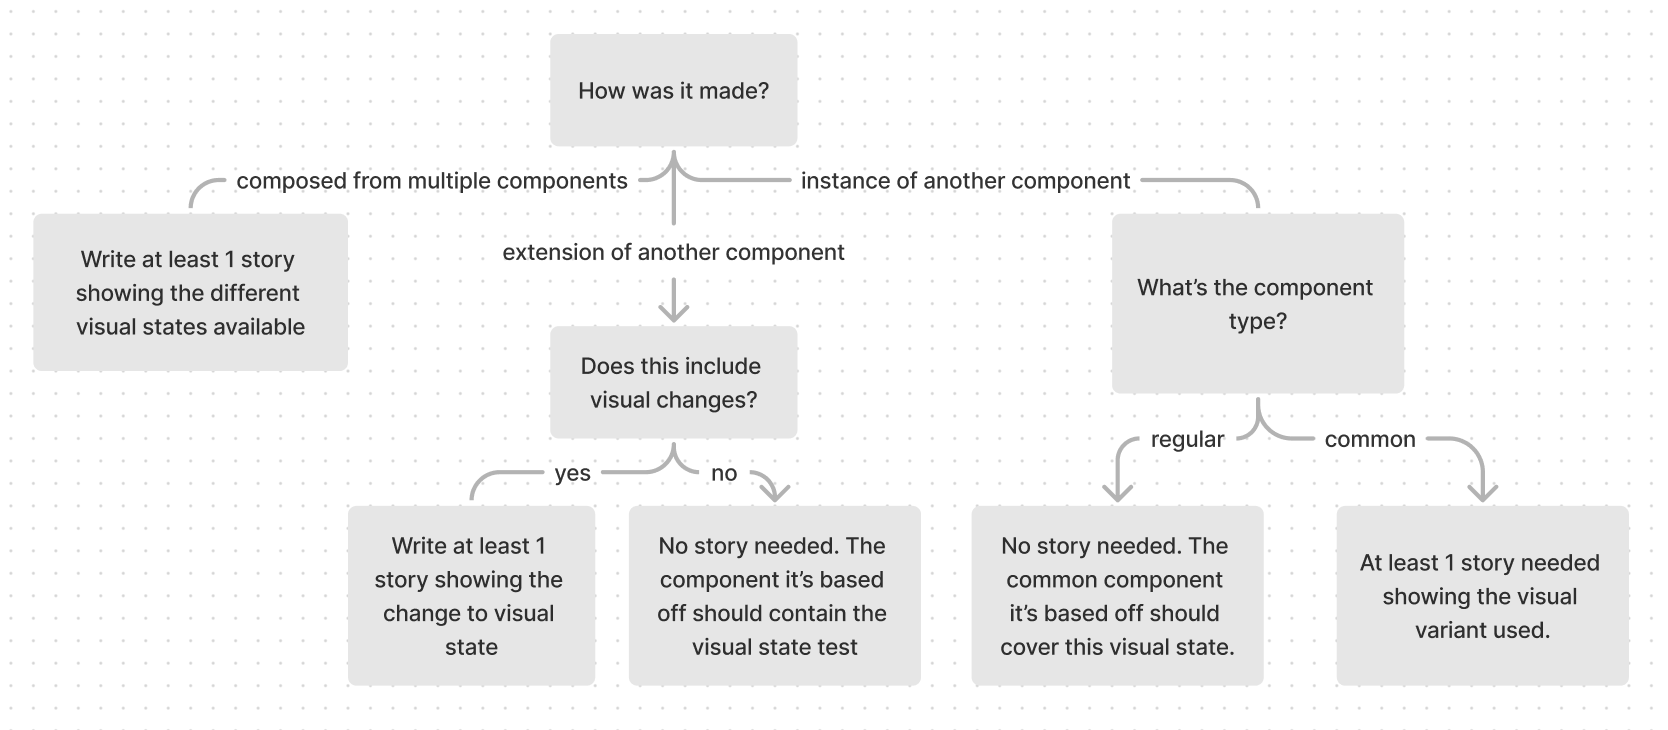 How was it made?
composed from multiple components
instance of another component
extension of another component
Write at least 1 story
showing the different
visual states available
What’s the component
type?
Does this include
visual changes?
yes
no
regular
common
Write at least 1
story showing the
change to visual
state
No story needed. The
component it’s based
off should contain the
visual state test
No story needed. The
common component
it’s based off should
cover this visual state.
At least 1 story needed
showing the visual
variant used.